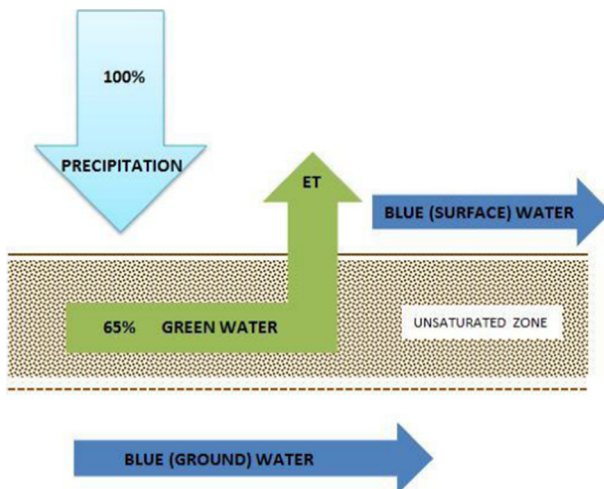 100%
PRECIPITATION
ET
BLUE (SURFACE) WATER
65% GREEN WATER
UNSATURATED ZONE
BLUE (GROUND) WATER